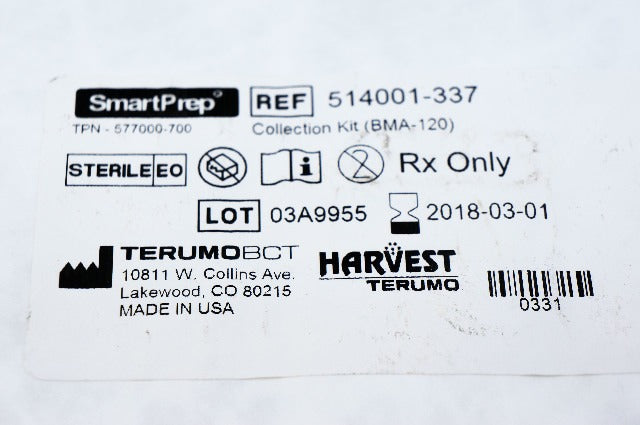 SmartPrep® REF 514001-337
TPN - 577000-700 Collection Kit (BMA-120)
STERILE EO i 2 Rx Only
LOT 03A9955 2018-03-01
TERUMOBCT
10811 W. Collins Ave.
Lakewood, CO 80215
MADE IN USA
HARVEST
TERUMO
0331